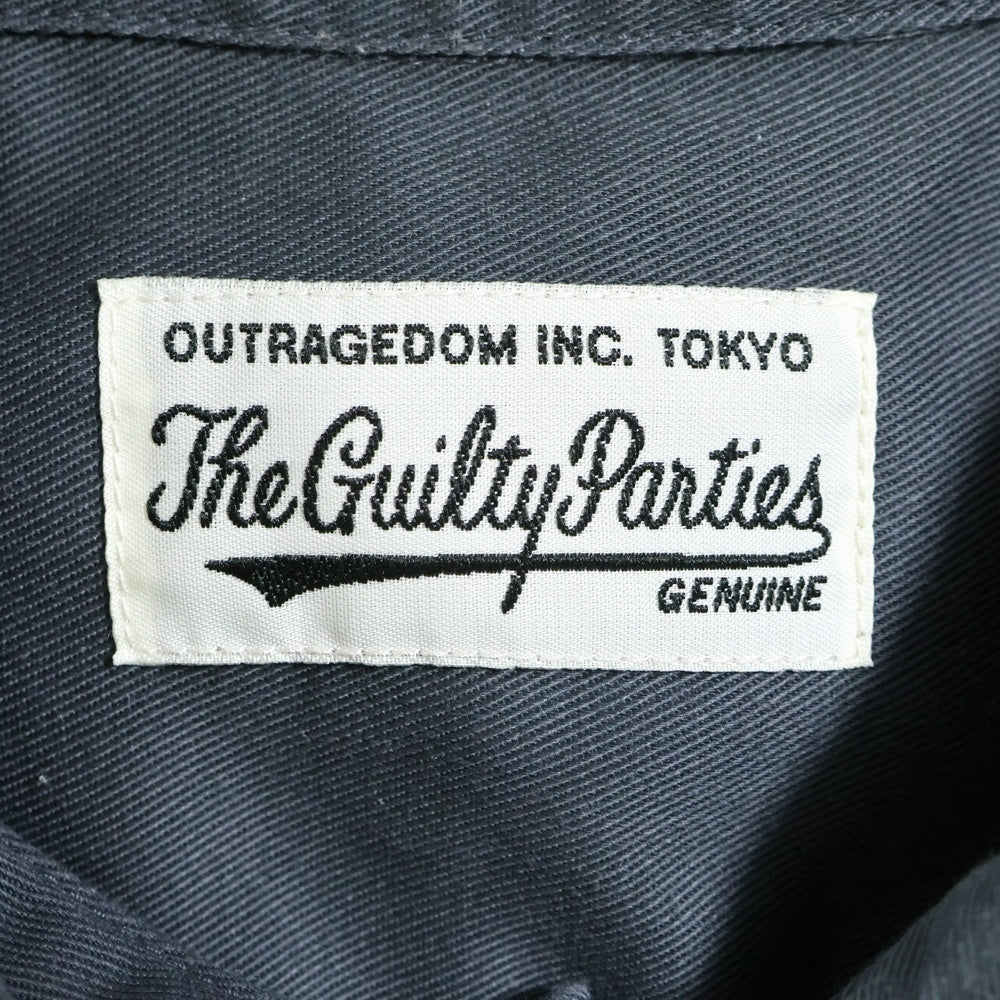 OUTRAGEDOM INC. TOKYO
The Guilty Parties
GENUINE